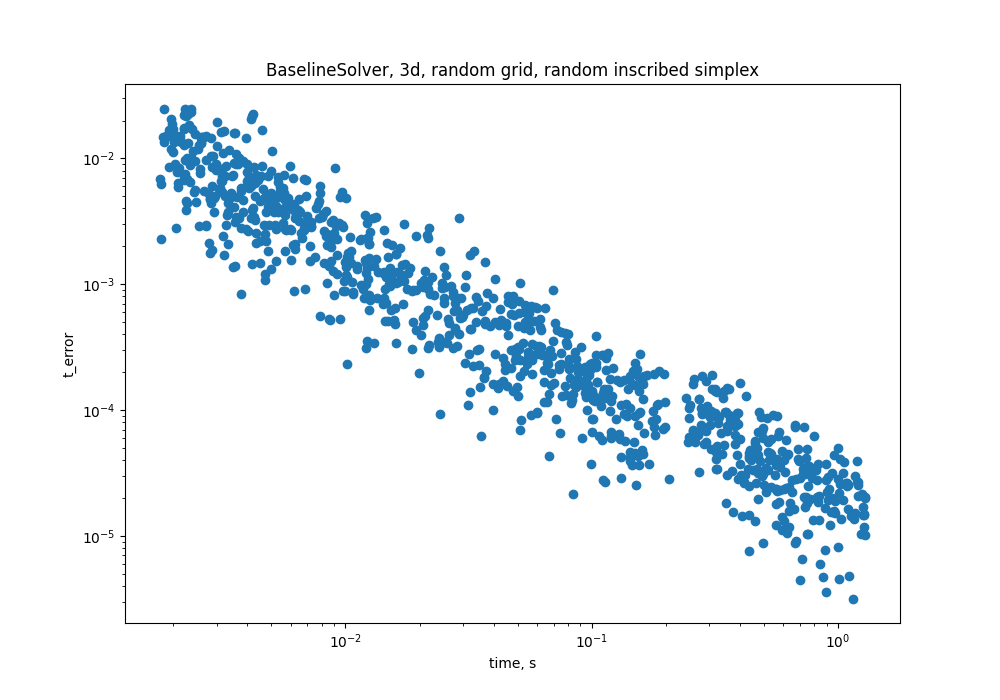 BaselineSolver, 3d, random grid, random inscribed simplex
t_error
10⁻²
10⁻³
10⁻⁴
10⁻⁵
10⁻²
10⁻¹
10⁰
time, s